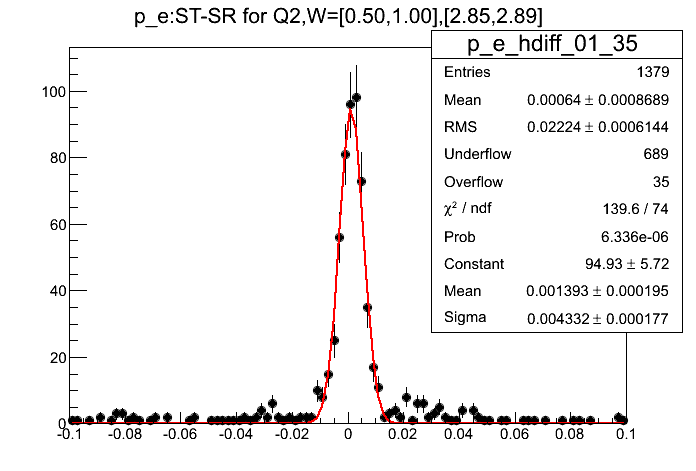 p_e:ST-SR for Q2,W=[0.50,1.00],[2.85,2.89]
p_e_hdiff_01_35
Entries 1379
Mean 0.00064 ± 0.0008689
RMS 0.02224 ± 0.0006144
Underflow 689
Overflow 35
χ² / ndf 139.6 / 74
Prob 6.336e-06
Constant 94.93 ± 5.72
Mean 0.001393 ± 0.000195
Sigma 0.004332 ± 0.000177
100
80
60
40
20
0
-0.1 -0.08 -0.06 -0.04 -0.02 0 0.02 0.04 0.06 0.08 0.1